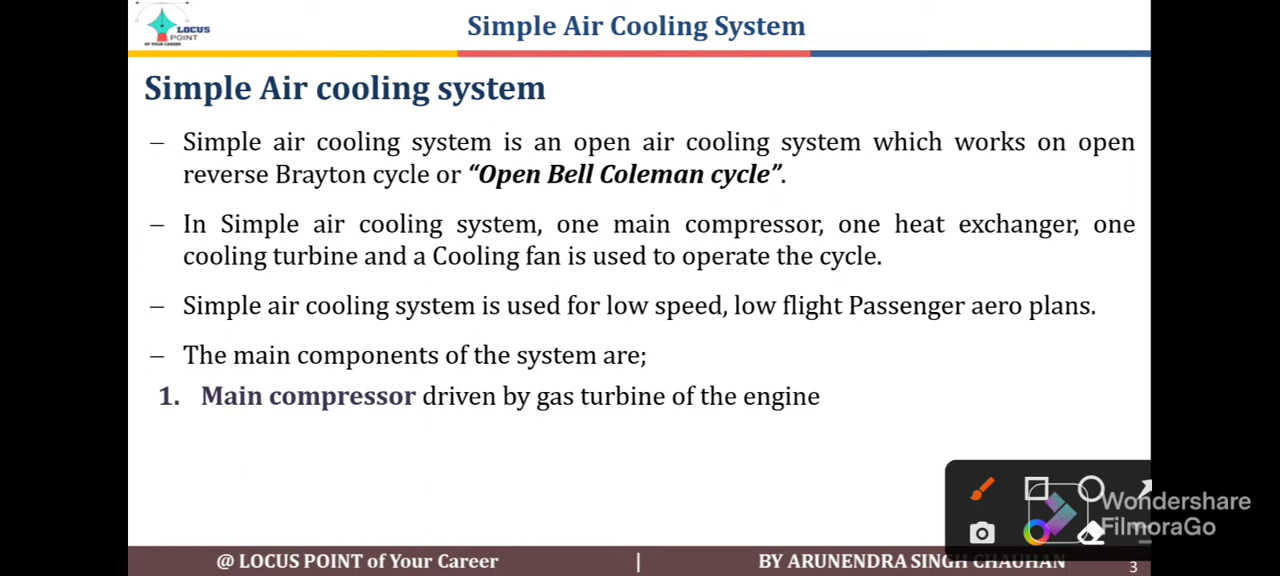 LOCUS
POINT
OF YOUR CAREER
Simple Air Cooling System
Simple Air cooling system
– Simple air cooling system is an open air cooling system which works on open
reverse Brayton cycle or “Open Bell Coleman cycle”.
– In Simple air cooling system, one main compressor, one heat exchanger, one
cooling turbine and a Cooling fan is used to operate the cycle.
– Simple air cooling system is used for low speed, low flight Passenger aero plans.
– The main components of the system are;
1. Main compressor driven by gas turbine of the engine
Wondershare
FilmoraGo
@ LOCUS POINT of Your Career | BY ARUNENDRA SINGH CHAUHAN 3